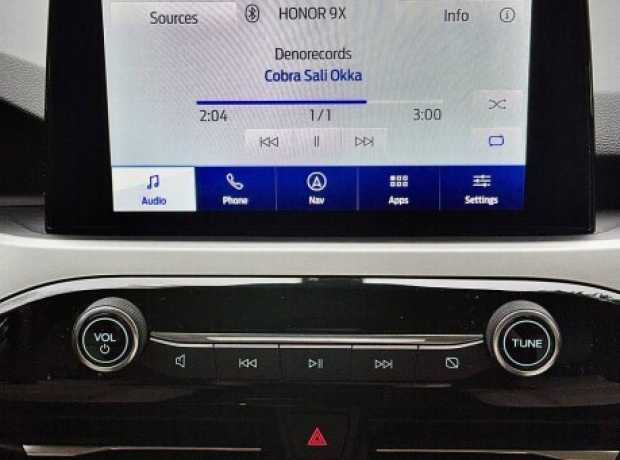 Sources
HONOR 9X
Info
Denorecords
Cobra Sali Okka
2:04
1/1
3:00
Audio
Phone
Nav
Apps
Settings
VOL
TUNE